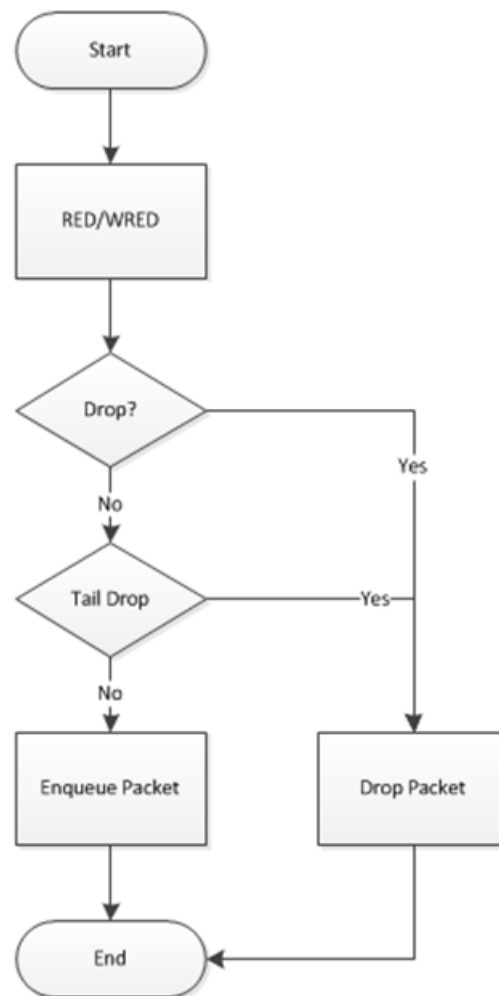 Start
RED/WRED
Drop?
Yes
No
Tail Drop
Yes
No
Enqueue Packet
Drop Packet
End